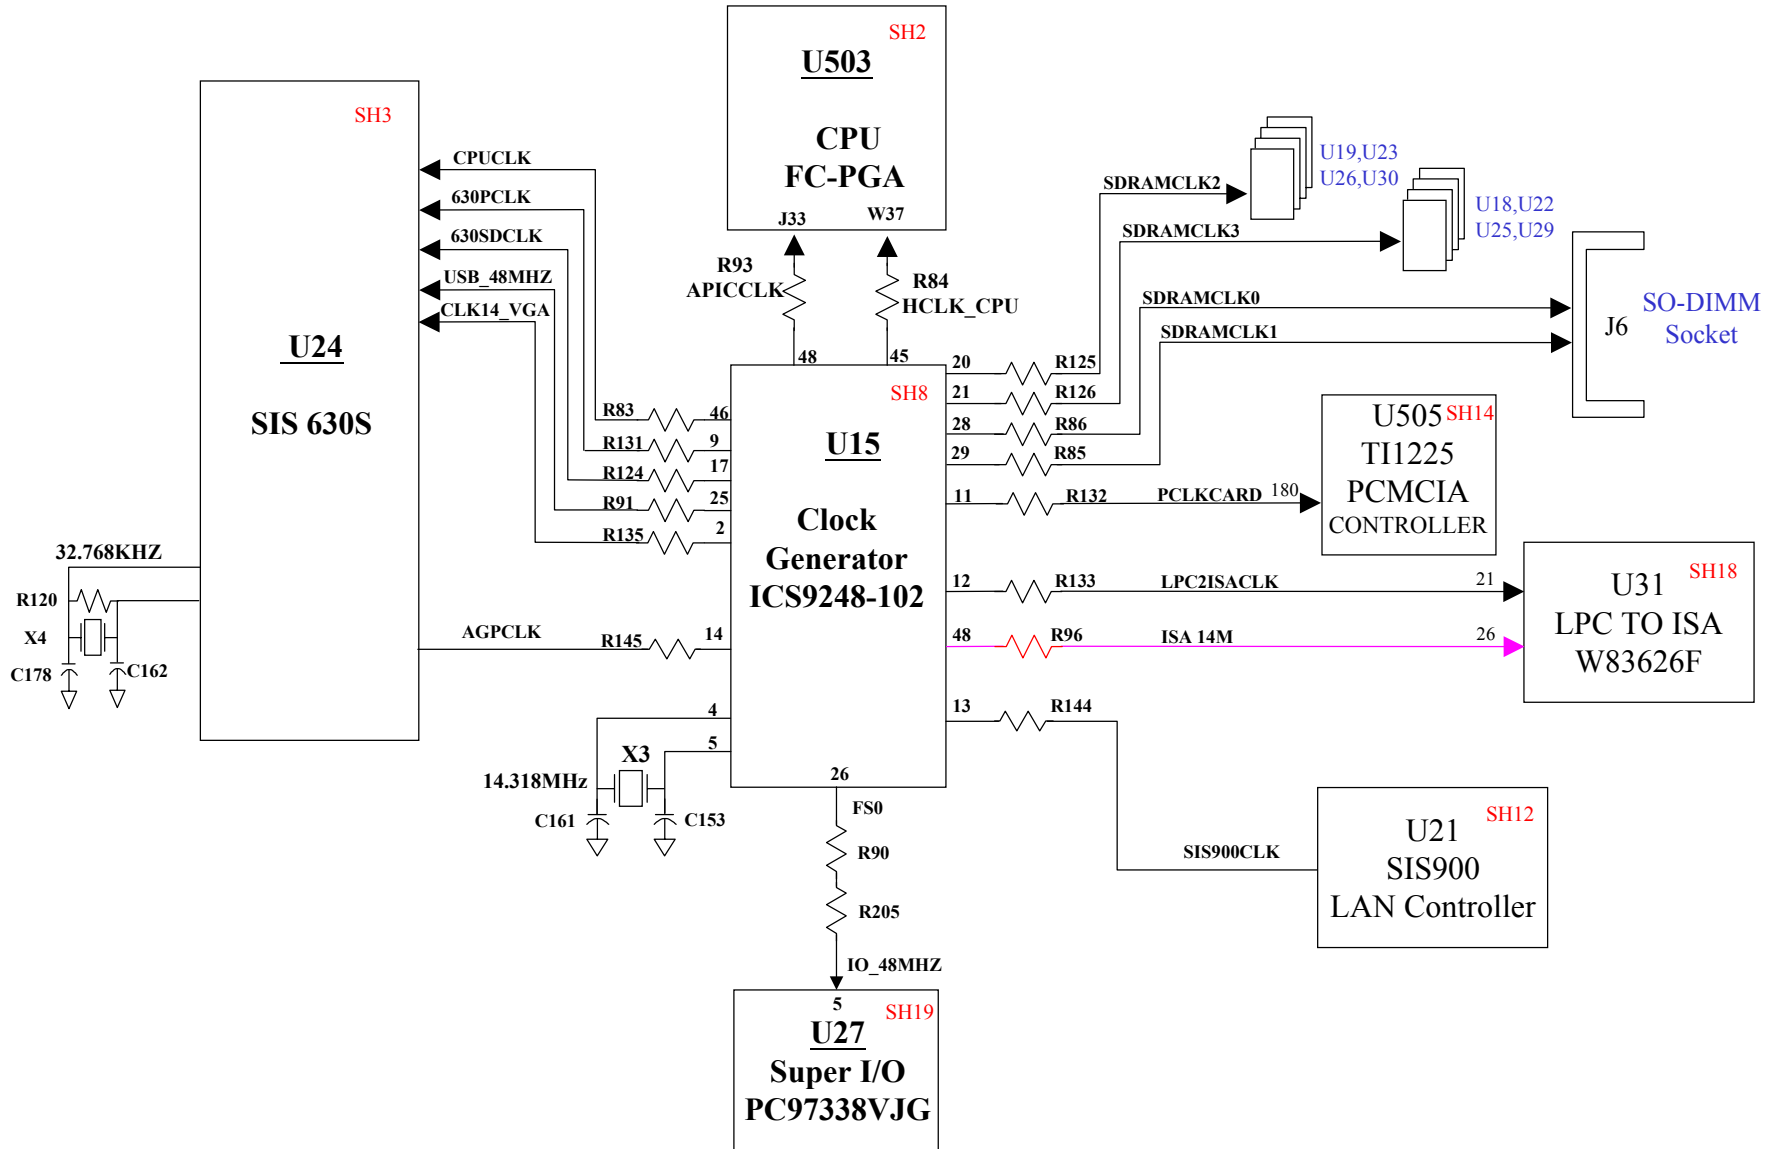 SH2
U503
CPU
FC-PGA
J33
W37
SH3
CPUCLK
630PCLK
630SDCLK
USB_48MHZ
CLK14_VGA
U24
SIS 630S
R93
APICCLK
R84
HCLK_CPU
48
45
SDRAMCLK2
U19,U23
U26,U30
SDRAMCLK3
U18,U22
U25,U29
SDRAMCLK0
SDRAMCLK1
J6
SO-DIMM
Socket
R83
46
R131
9
R124
17
R91
25
R135
2
SH8
U15
Clock
Generator
ICS9248-102
20
R125
21
R126
28
R86
29
R85
11
R132
PCLKCARD
180
U505
SH14
TI1225
PCMCIA
CONTROLLER
32.768KHZ
R120
X4
C178
C162
AGPCLK
R145
14
12
R133
LPC2ISACLK
21
48
R96
ISA 14M
26
SH18
U31
LPC TO ISA
W83626F
4
5
X3
14.318MHz
C161
C153
13
R144
SIS900CLK
SH12
U21
SIS900
LAN Controller
26
FS0
R90
R205
IO_48MHZ
5
SH19
U27
Super I/O
PC97338VJG